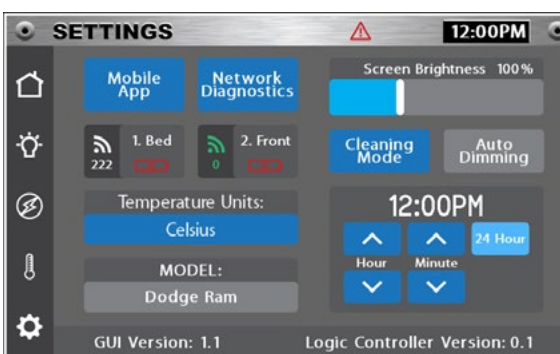 SETTINGS
12:00PM
Mobile
App
Network
Diagnostics
Screen Brightness 100%
1. Bed
222
2. Front
0
Cleaning
Mode
Auto
Dimming
Temperature Units:
Celsius
12:00PM
24 Hour
Hour
Minute
MODEL:
Dodge Ram
GUI Version: 1.1
Logic Controller Version: 0.1